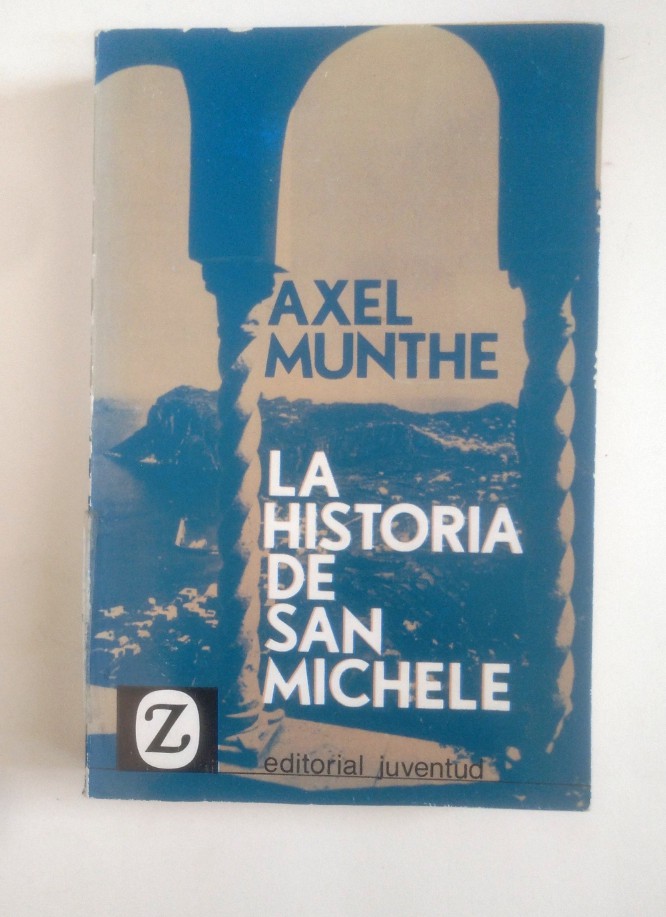 AXEL
MUNTHE
LA
HISTORIA
DE
SAN
MICHELE
Z
editorial juventud